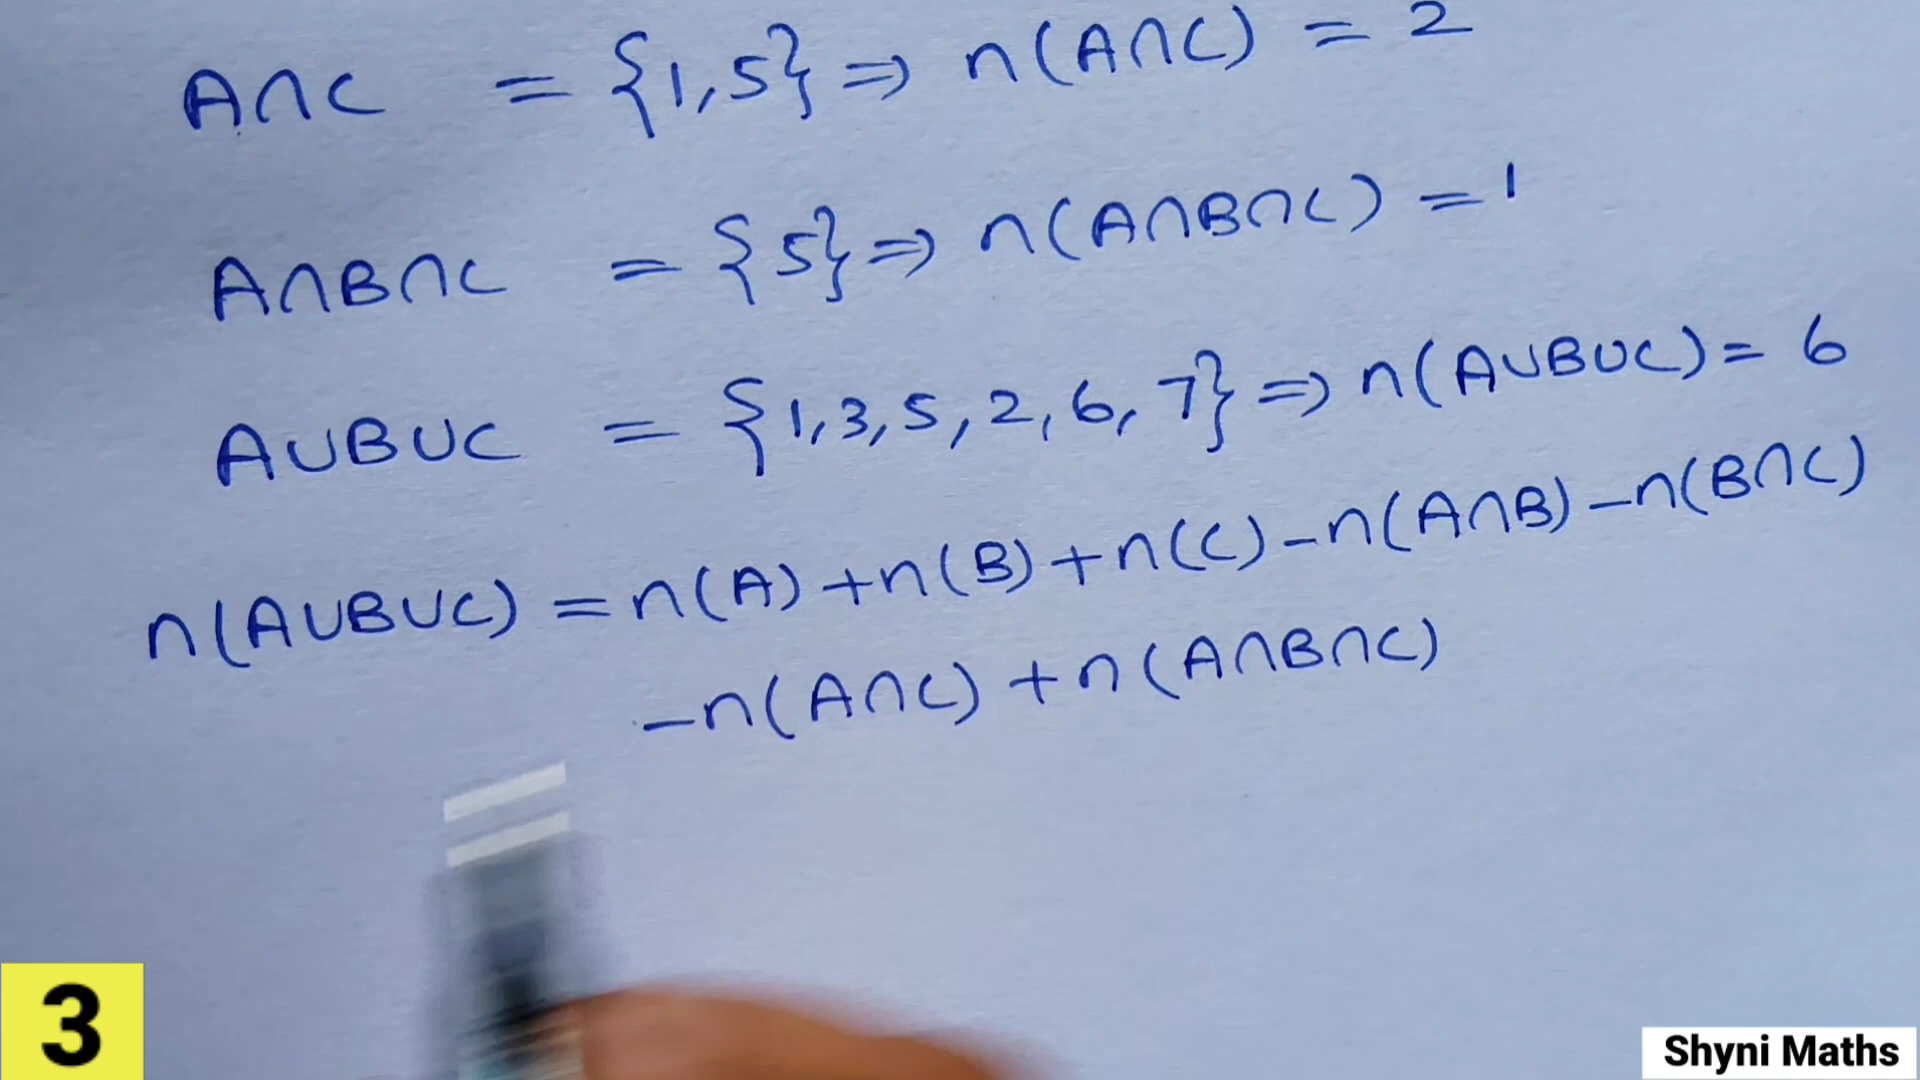 A∩C = {1,5} ⇒ n(A∩C) = 2
A∩B∩C = {5} ⇒ n(A∩B∩C) = 1
A∪B∪C = {1,3,5,2,6,7} ⇒ n(A∪B∪C) = 6
n(A∪B∪C) = n(A) + n(B) + n(C) - n(A∩B) - n(B∩C)
- n(A∩C) + n(A∩B∩C)
3
Shyni Maths